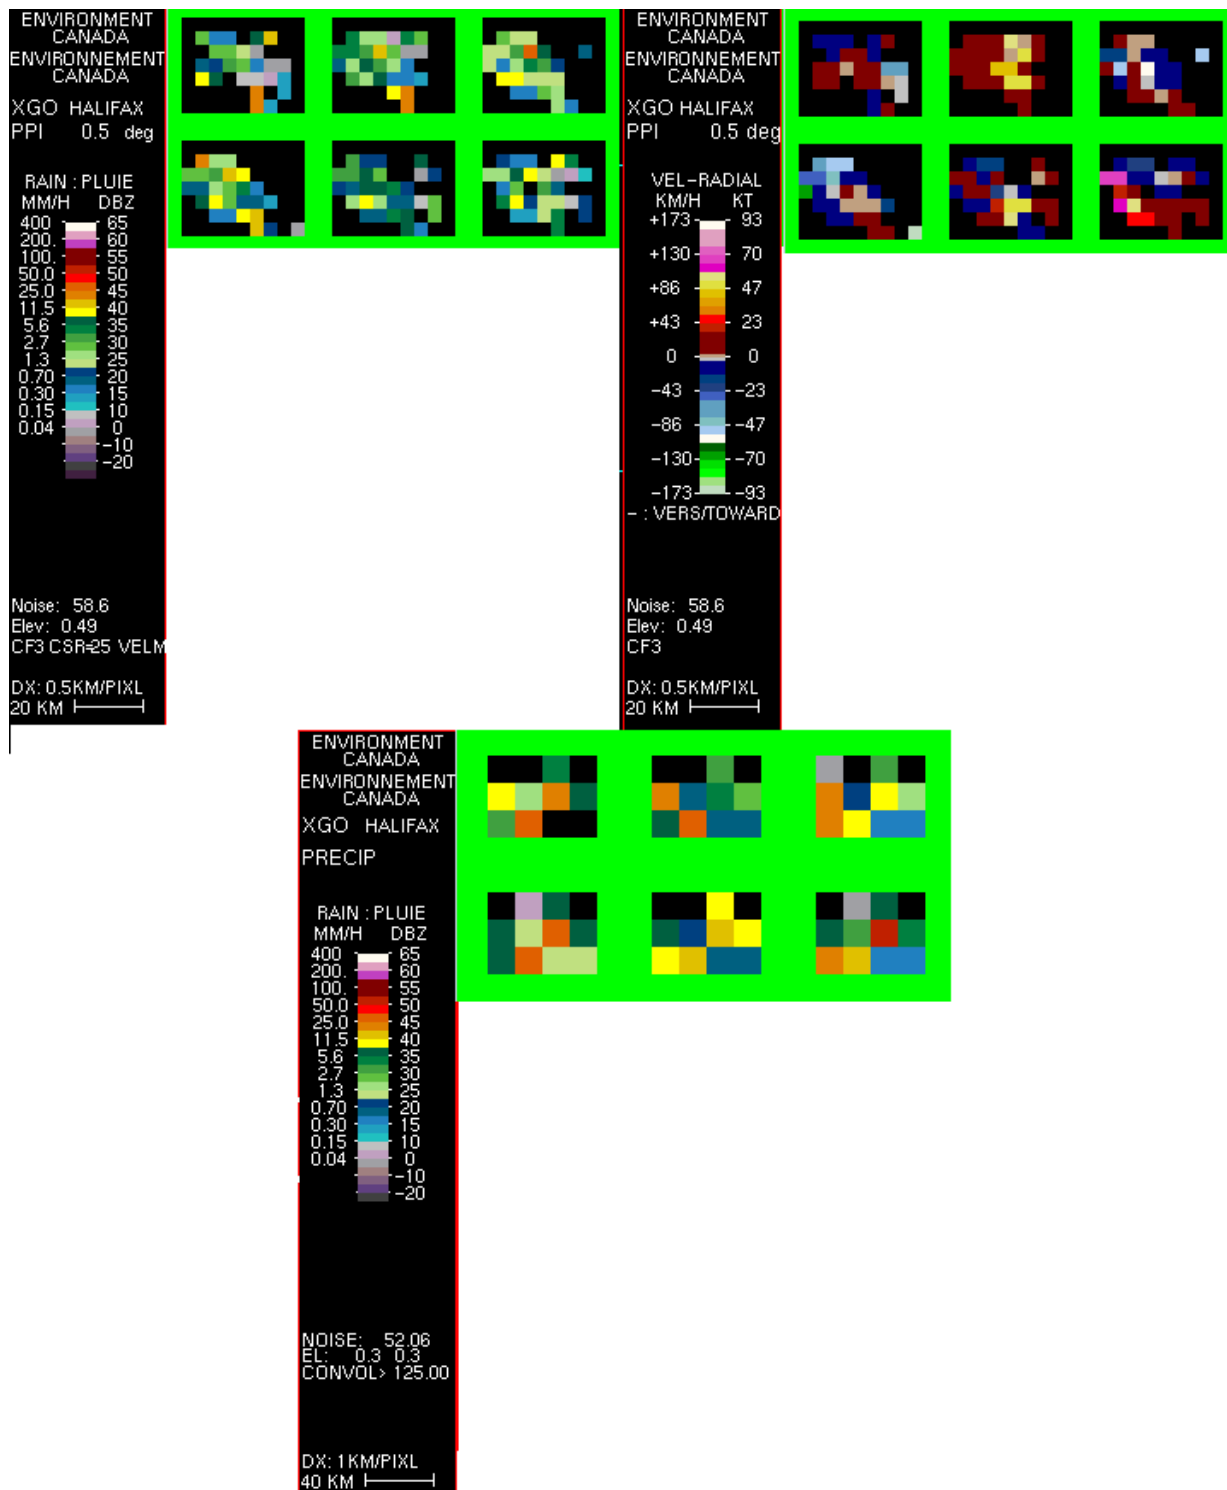 ENVIRONMENT
CANADA
ENVIRONNEMENT
CANADA
XGO HALIFAX
PPI 0.5 deg
RAIN : PLUIE
MM/H DBZ
400 65
200. 60
100. 55
50.0 50
25.0 45
11.5 40
5.6 35
2.7 30
1.3 25
0.70 20
0.30 15
0.15 10
0.04 0
-10
-20
Noise: 58.6
Elev: 0.49
CF3 CSR=25 VELM
DX: 0.5KM/PIXL
20 KM
ENVIRONMENT
CANADA
ENVIRONNEMENT
CANADA
XGO HALIFAX
PPI 0.5 deg
VEL-RADIAL
KM/H KT
+173 93
+130 70
+86 47
+43 23
0 0
-43 -23
-86 -47
-130 -70
-173 -93
- : VERS/TOWARD
Noise: 58.6
Elev: 0.49
CF3
DX: 0.5KM/PIXL
20 KM
ENVIRONMENT
CANADA
ENVIRONNEMENT
CANADA
XGO HALIFAX
PRECIP
RAIN : PLUIE
MM/H DBZ
400 65
200. 60
100. 55
50.0 50
25.0 45
11.5 40
5.6 35
2.7 30
1.3 25
0.70 20
0.30 15
0.15 10
0.04 0
-10
-20
NOISE: 52.06
EL: 0.3 0.3
CONVOL> 125.00
DX: 1KM/PIXL
40 KM